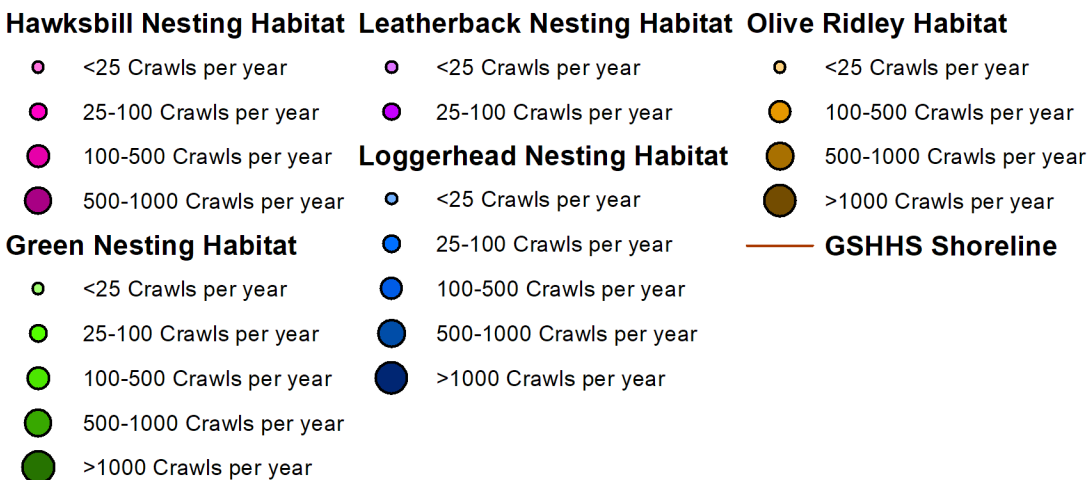 Hawksbill Nesting Habitat
<25 Crawls per year
25-100 Crawls per year
100-500 Crawls per year
500-1000 Crawls per year
Green Nesting Habitat
<25 Crawls per year
25-100 Crawls per year
100-500 Crawls per year
500-1000 Crawls per year
>1000 Crawls per year
Leatherback Nesting Habitat
<25 Crawls per year
25-100 Crawls per year
Loggerhead Nesting Habitat
<25 Crawls per year
25-100 Crawls per year
100-500 Crawls per year
500-1000 Crawls per year
>1000 Crawls per year
Olive Ridley Habitat
<25 Crawls per year
100-500 Crawls per year
500-1000 Crawls per year
>1000 Crawls per year
GSHHS Shoreline